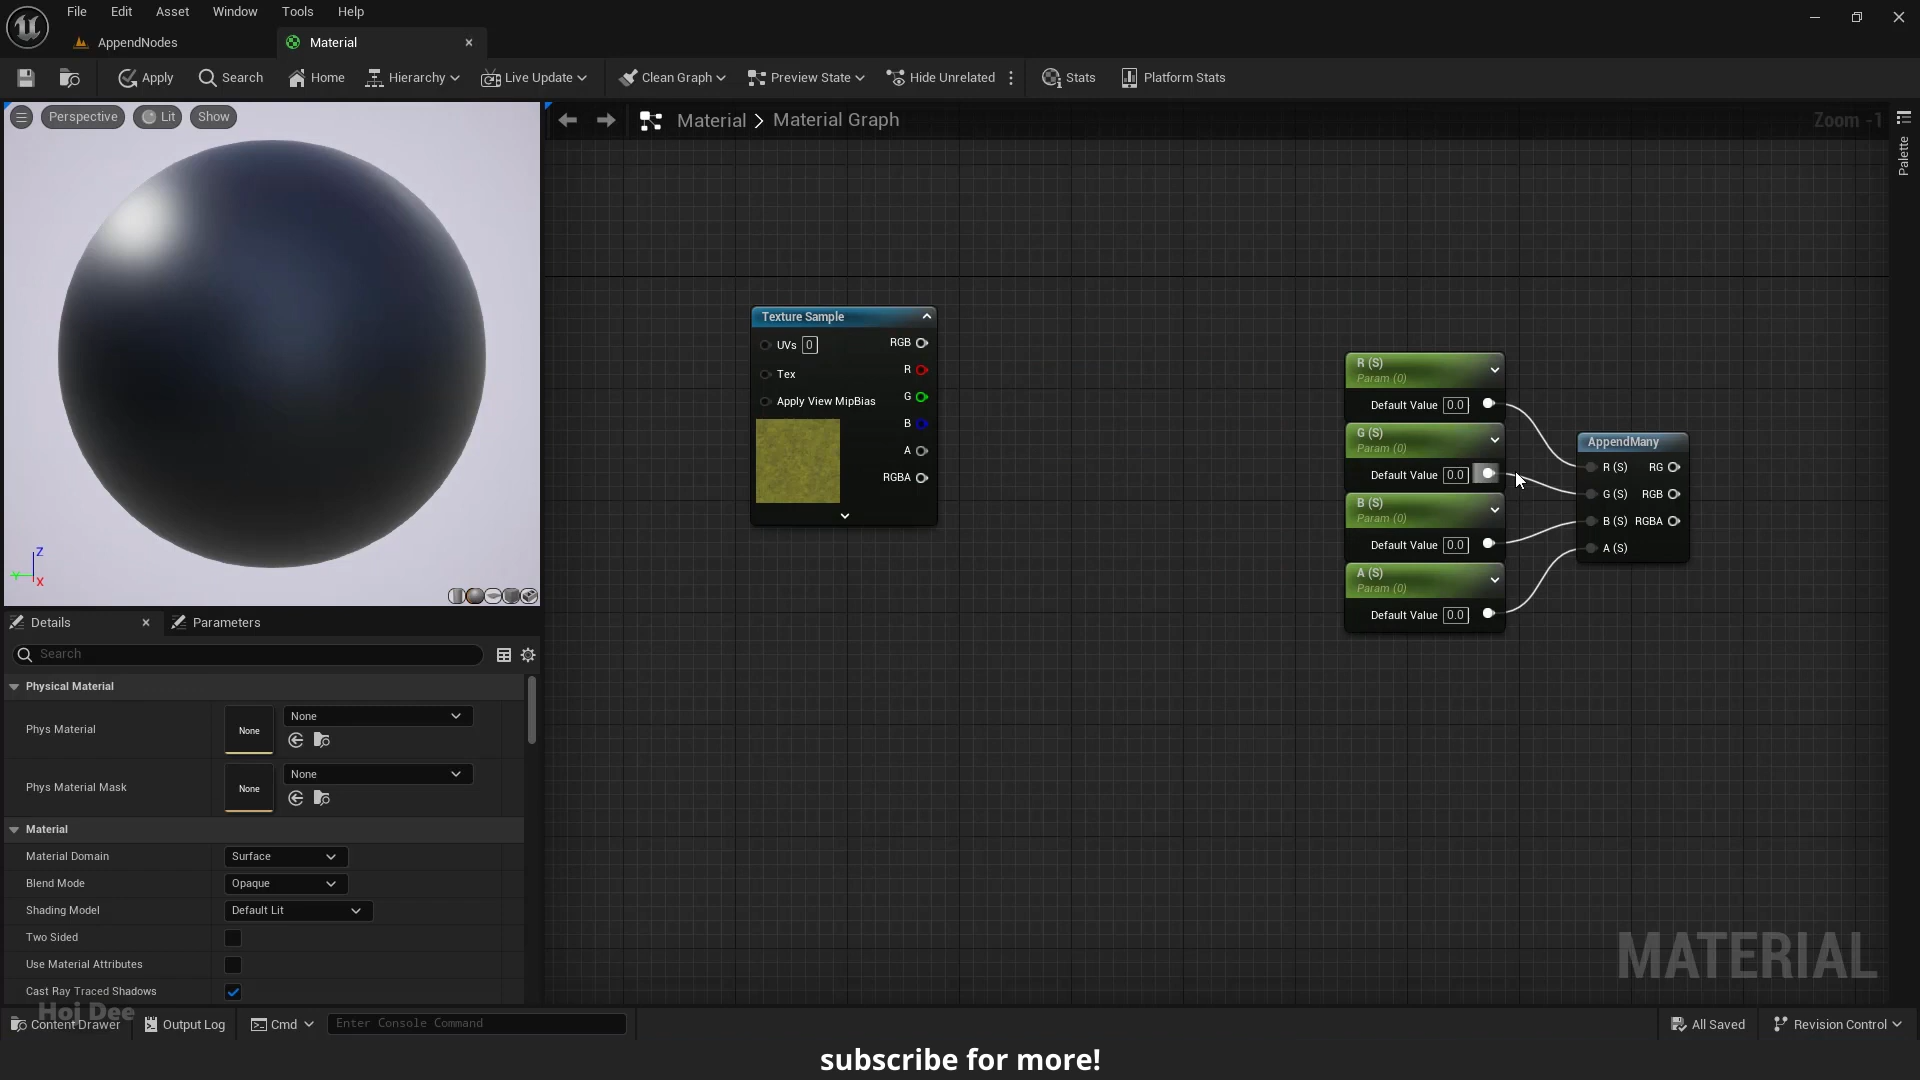 File Edit Asset Window Tools Help
AppendNodes Material
Apply Search Home Hierarchy Live Update Clean Graph Preview State Hide Unrelated Stats Platform Stats
Perspective Lit Show
Material > Material Graph
Zoom -1
Palette
Texture Sample
UVs 0 RGB
R
Tex
G
Apply View MipBias
B
A
RGBA
R (S)
Param (0)
Default Value 0.0
G (S)
Param (0)
Default Value 0.0
B (S)
Param (0)
Default Value 0.0
A (S)
Param (0)
Default Value 0.0
AppendMany
R (S) RG
G (S) RGB
B (S) RGBA
A (S)
Z
Y
X
Details Parameters
Search
Physical Material
Phys Material None None
Phys Material Mask None None
Material
Material Domain Surface
Blend Mode Opaque
Shading Model Default Lit
Two Sided
Use Material Attributes
Cast Ray Traced Shadows
Hoj Dee
MATERIAL
Content Drawer Output Log Cmd Enter Console Command All Saved Revision Control
subscribe for more!